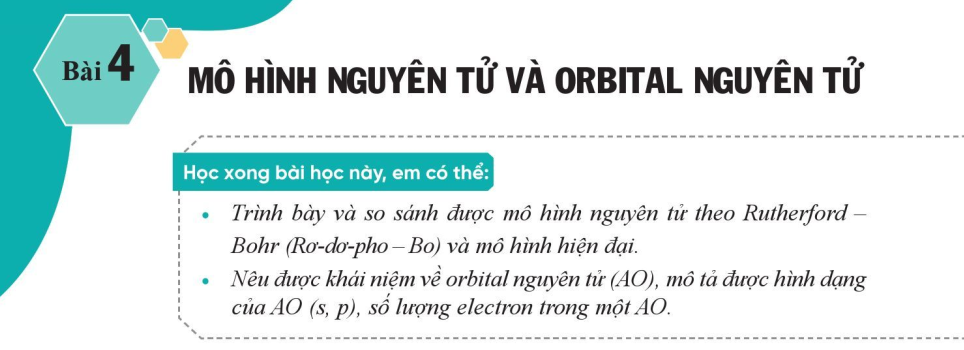 Bài 4
MÔ HÌNH NGUYÊN TỬ VÀ ORBITAL NGUYÊN TỬ
Học xong bài học này, em có thể:
• Trình bày và so sánh được mô hình nguyên tử theo Rutherford –
Bohr (Rơ-dơ-pho – Bo) và mô hình hiện đại.
• Nêu được khái niệm về orbital nguyên tử (AO), mô tả được hình dạng
của AO (s, p), số lượng electron trong một AO.